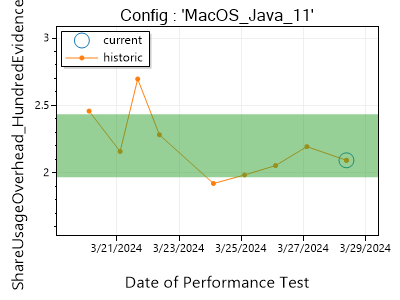 Config : 'MacOS_Java_11'
ShareUsageOverhead_HundredEvidence
current
historic
3
2.5
2
3/21/2024
3/23/2024
3/25/2024
3/27/2024
3/29/2024
Date of Performance Test